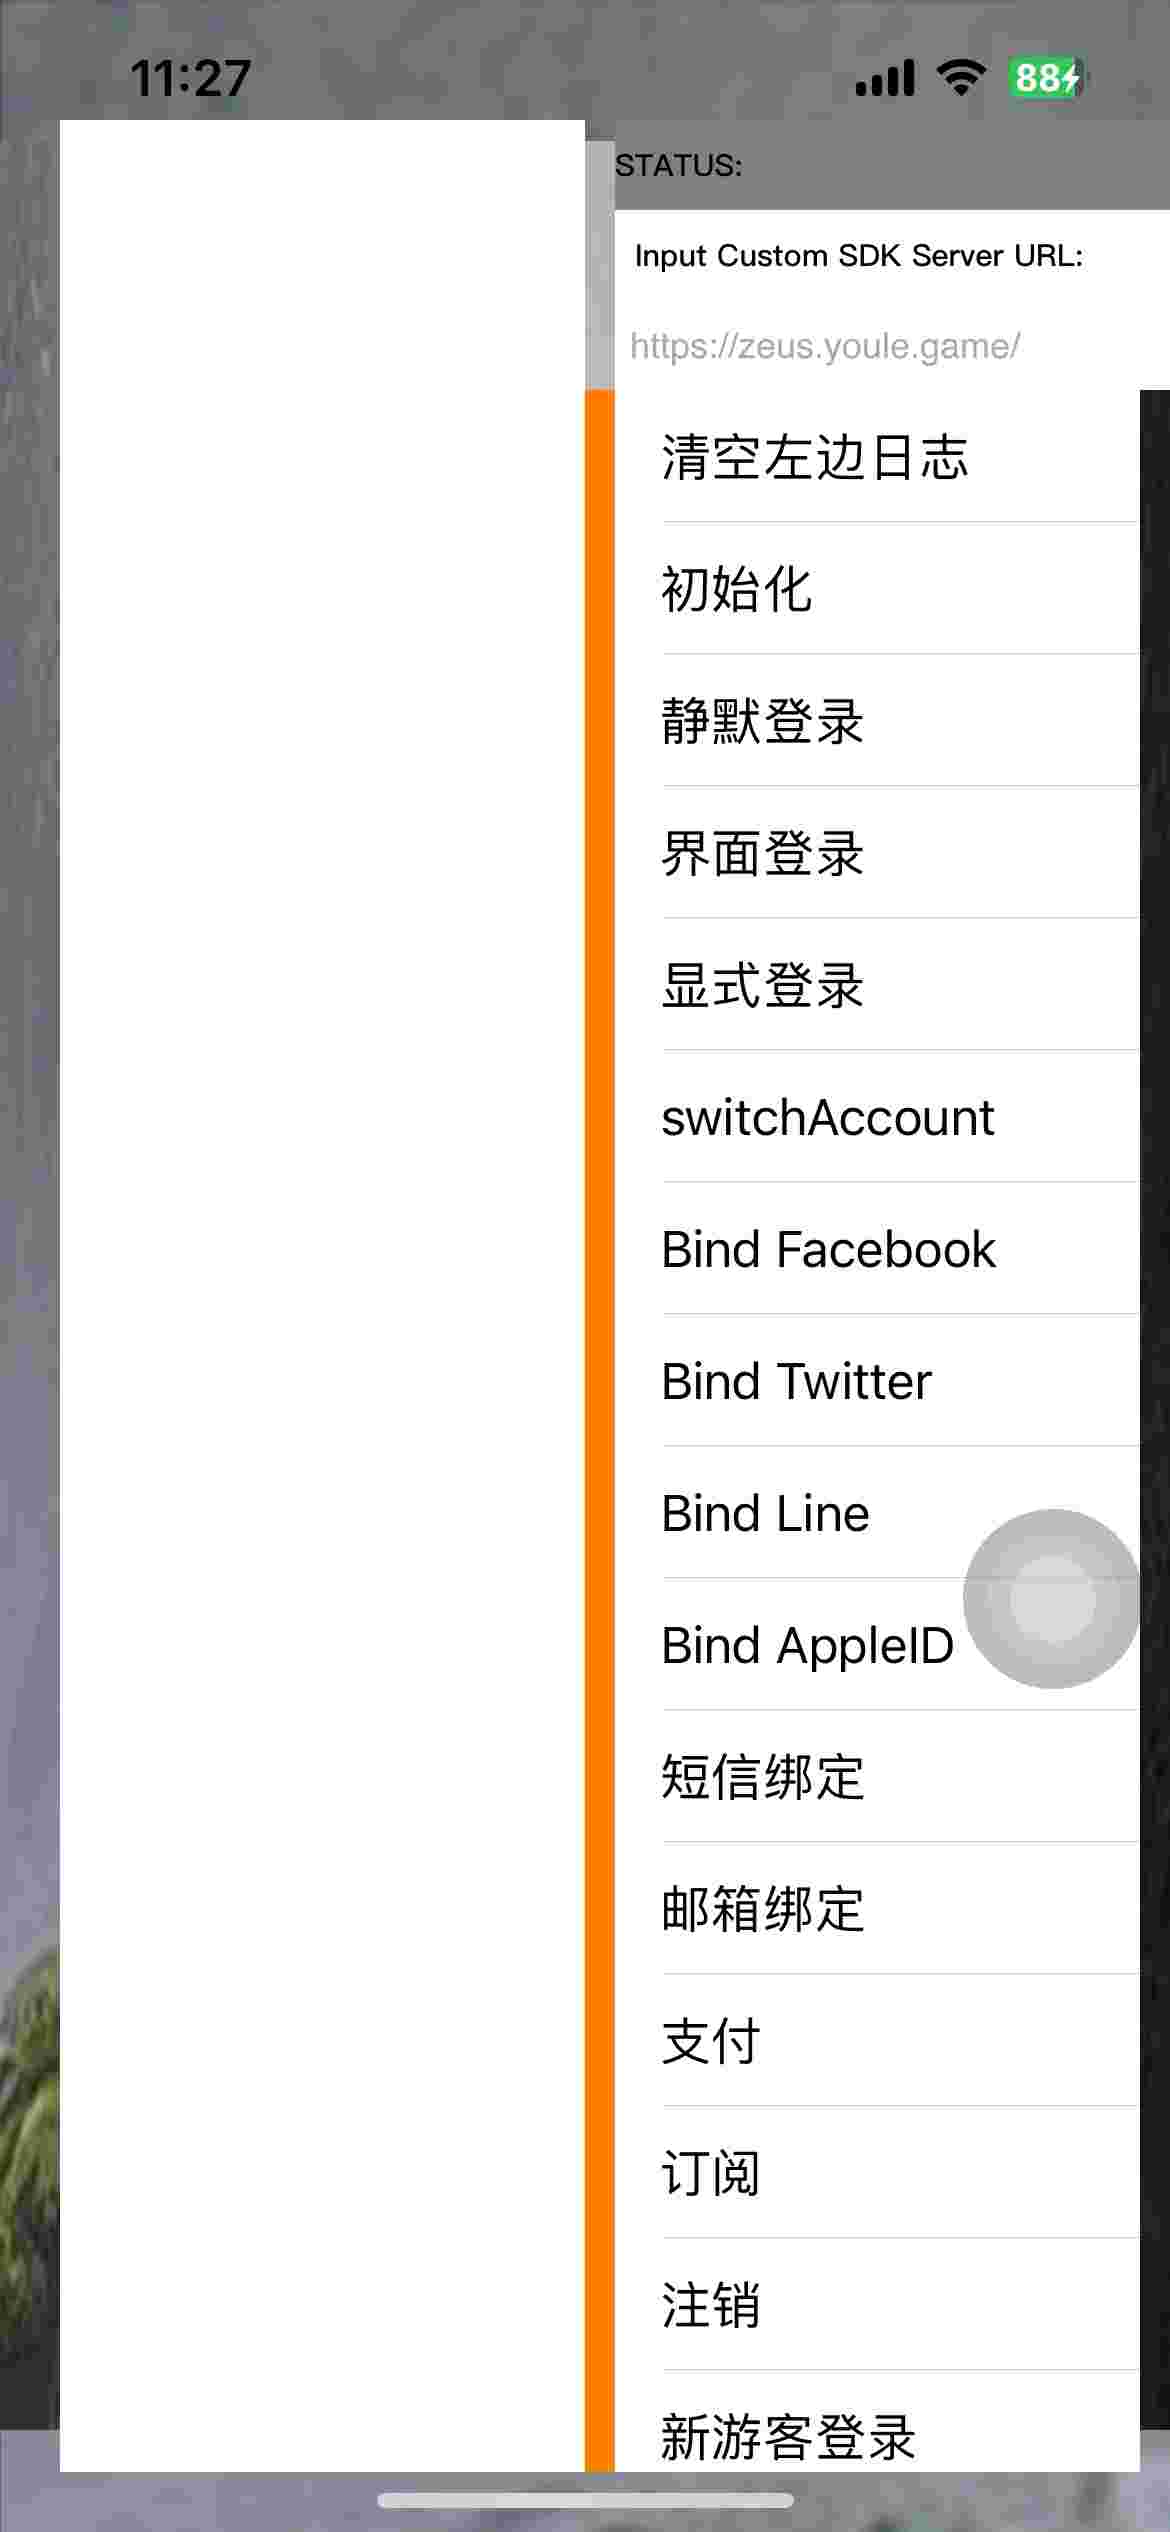 11:27
88
STATUS:
Input Custom SDK Server URL:
https://zeus.youle.game/
清空左边日志
初始化
静默登录
界面登录
显式登录
switchAccount
Bind Facebook
Bind Twitter
Bind Line
Bind AppleID
短信绑定
邮箱绑定
支付
订阅
注销
新游客登录